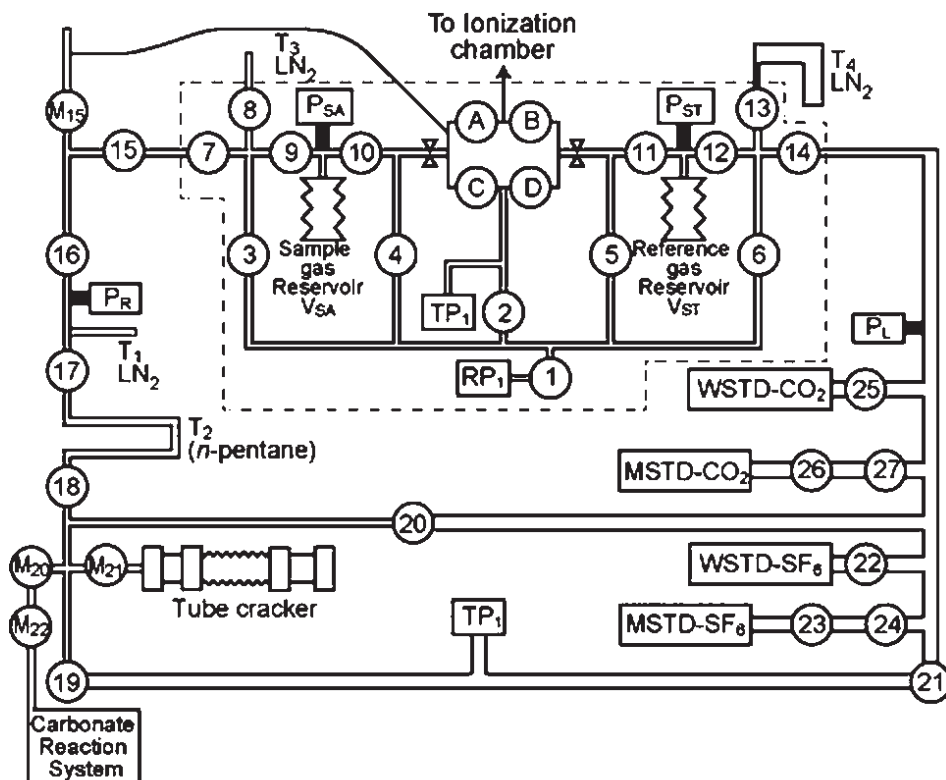 To Ionization
chamber
T3
LN2
T4
LN2
PSA
PST
8
13
A
B
M15
15
7
9
10
11
12
14
C
D
16
3
Sample
gas
Reservoir
VSA
4
5
Reference
gas
Reservoir
VST
6
PR
TP1
2
PL
T1
LN2
17
RP1
1
WSTD-CO2
25
T2
(n-pentane)
18
MSTD-CO2
26
27
20
M20
M21
WSTD-SF6
22
Tube cracker
M22
TP1
MSTD-SF6
23
24
19
21
Carbonate
Reaction
System